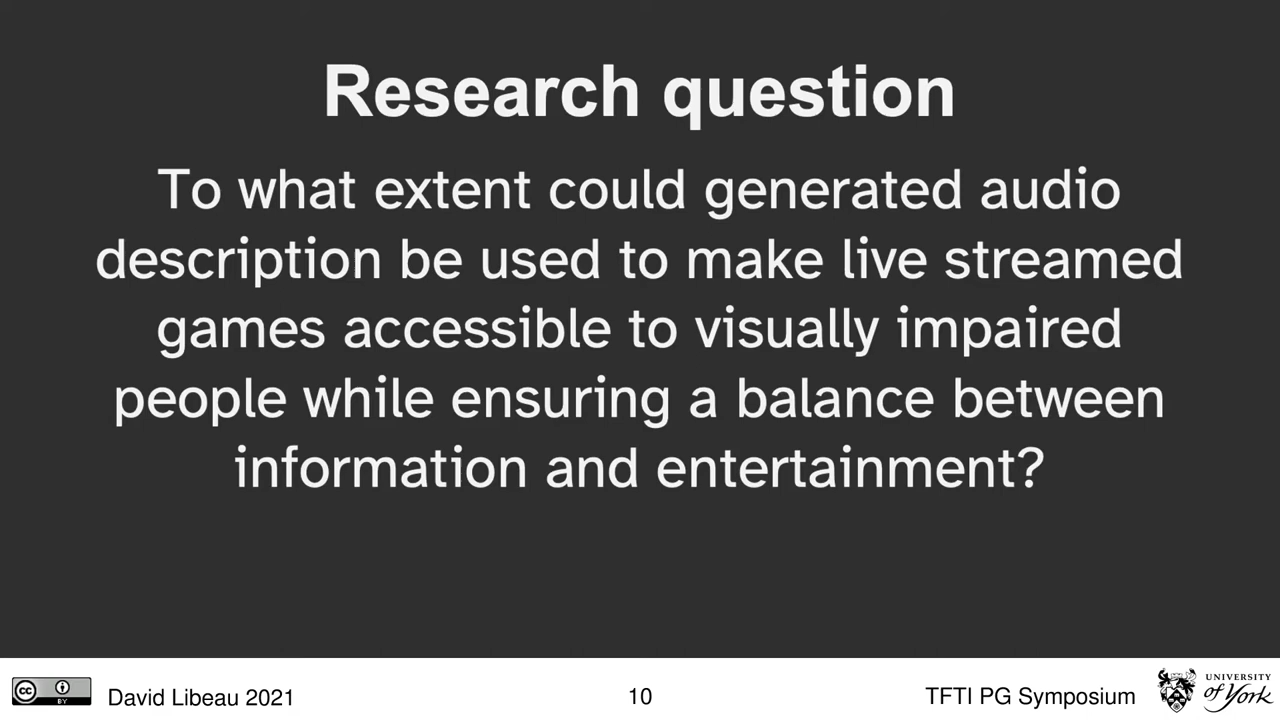 Research question
To what extent could generated audio
description be used to make live streamed
games accessible to visually impaired
people while ensuring a balance between
information and entertainment?
cc BY
David Libeau 2021
10
TFTI PG Symposium
UNIVERSITY
of York